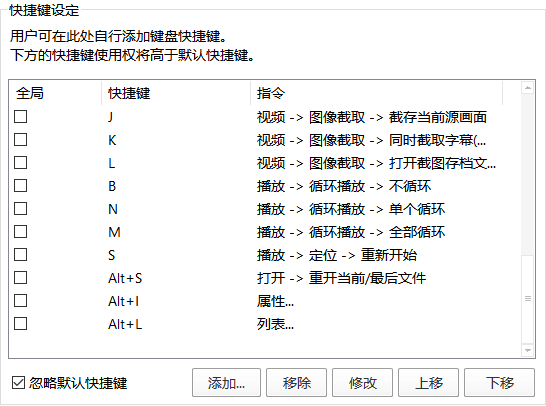 快捷键设定
用户可在此处自行添加键盘快捷键。
下方的快捷键使用权将高于默认快捷键。
全局 快捷键 指令
J 视频 -> 图像截取 -> 截存当前源画面
K 视频 -> 图像截取 -> 同时截取字幕(...
L 视频 -> 图像截取 -> 打开截图存档文...
B 播放 -> 循环播放 -> 不循环
N 播放 -> 循环播放 -> 单个循环
M 播放 -> 循环播放 -> 全部循环
S 播放 -> 定位 -> 重新开始
Alt+S 打开 -> 重开当前/最后文件
Alt+I 属性...
Alt+L 列表...
忽略默认快捷键 添加... 移除 修改 上移 下移